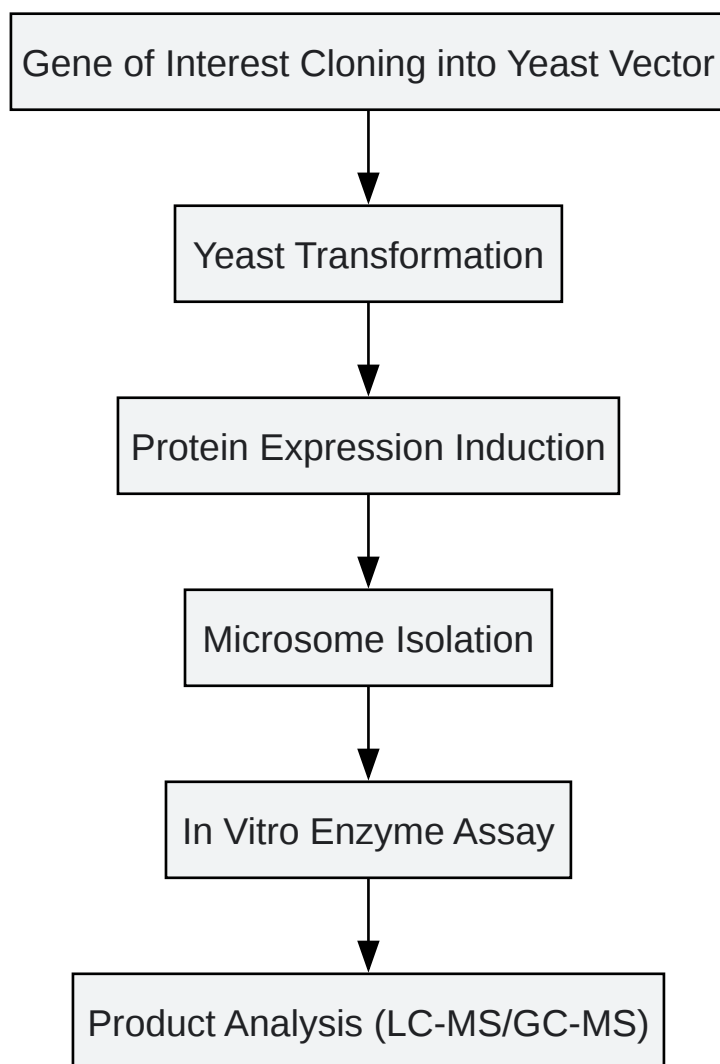 Gene of Interest Cloning into Yeast Vector
Yeast Transformation
Protein Expression Induction
Microsome Isolation
In Vitro Enzyme Assay
Product Analysis (LC-MS/GC-MS)